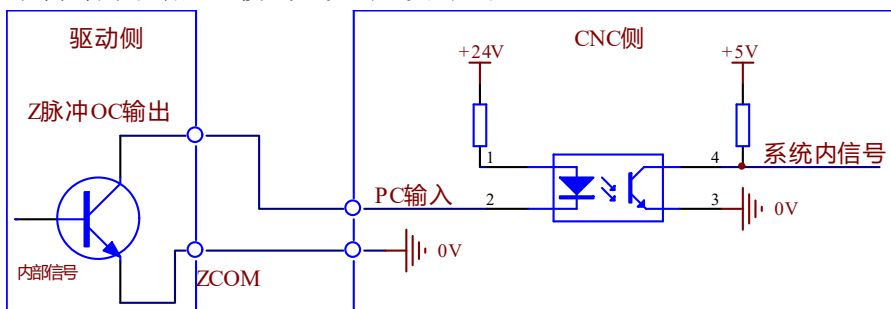 驱动侧
CNC侧
+24V
+5V
Z脉冲OC输出
1
4
系统内信号
PC输入
2
3
0V
内部信号
ZCOM
0V